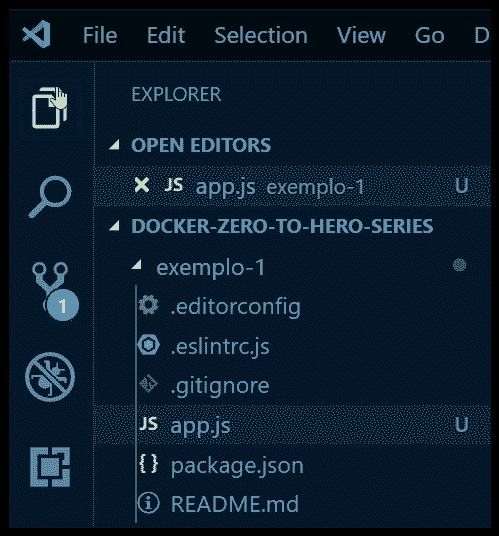 File Edit Selection View Go D
EXPLORER
OPEN EDITORS
JS app.js exemplo-1 U
DOCKER-ZERO-TO-HERO-SERIES
exemplo-1
1
.editorconfig
.eslintrc.js
.gitignore
JS app.js U
{ } package.json
README.md